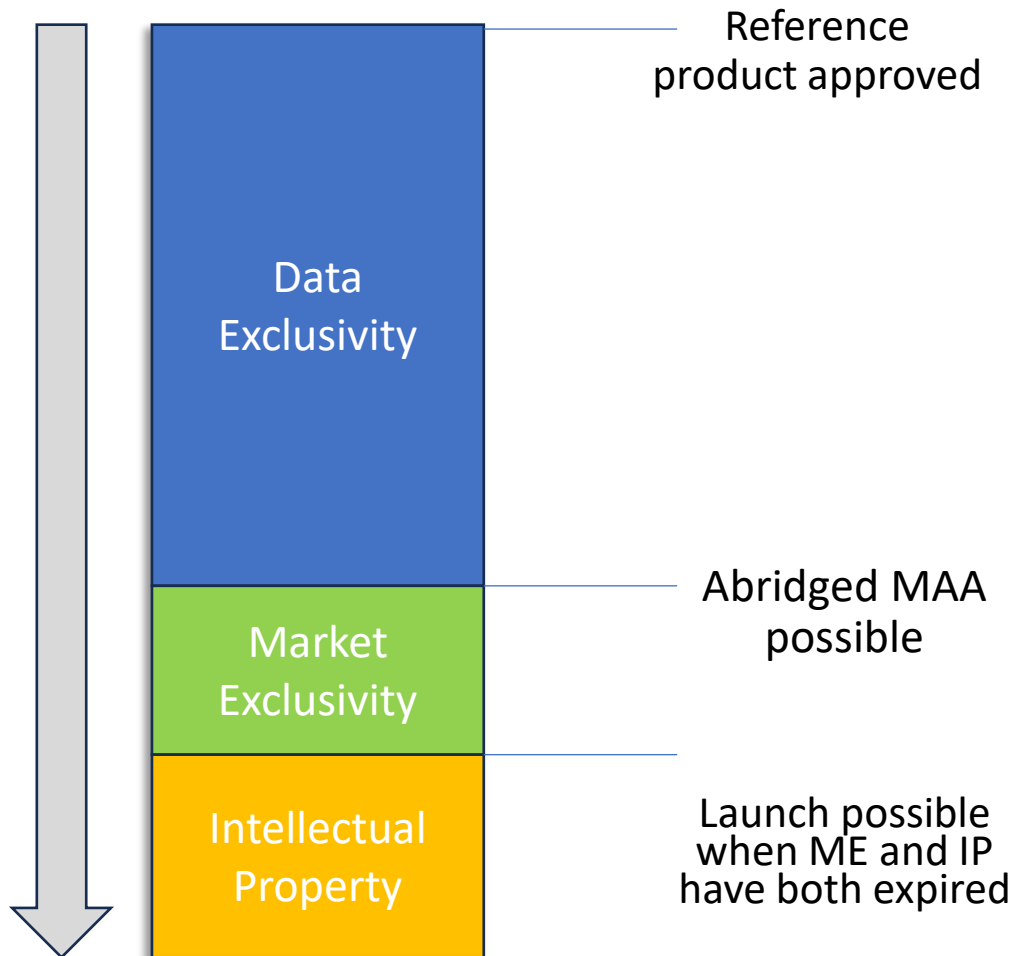 Reference
product approved
Data
Exclusivity
Abridged MAA
possible
Market
Exclusivity
Intellectual
Property
Launch possible
when ME and IP
have both expired